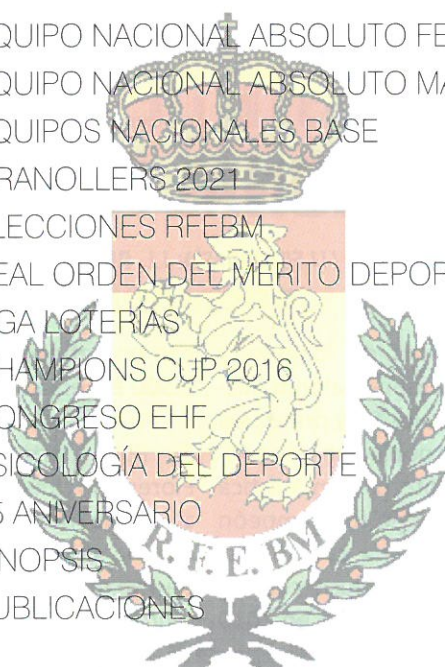 QUIPO NACIONAL ABSOLUTO FE
QUIPO NACIONAL ABSOLUTO MA
QUIPOS NACIONALES BASE
RANOLLERS 2021
LECCIONES RFEBM
EAL ORDEN DEL MÉRITO DEPOR
GA LOTERÍAS
HAMPIONS CUP 2016
ONGRESO EHF
SICOLOGÍA DEL DEPORTE
5 ANIVERSARIO
NOPSIS
UBLICACIONES
R. F. E. BM